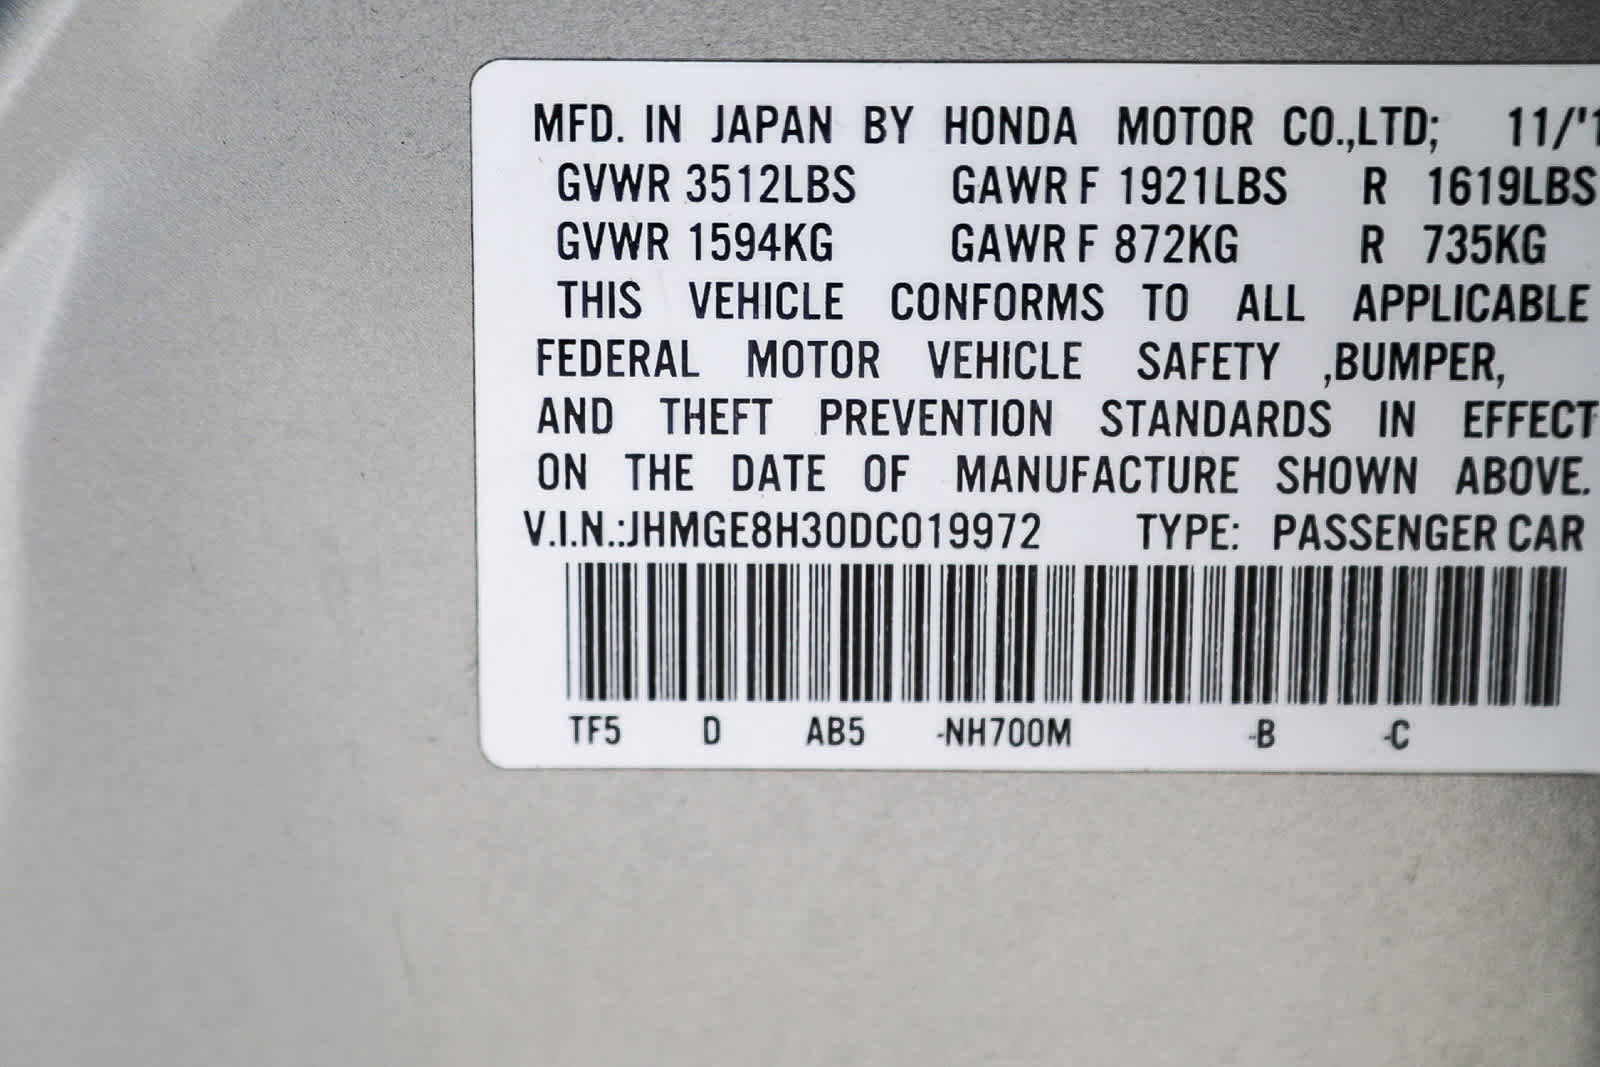 MFD. IN JAPAN BY HONDA MOTOR CO.,LTD; 11/'1
GVWR 3512LBS GAWR F 1921LBS R 1619LBS
GVWR 1594KG GAWR F 872KG R 735KG
THIS VEHICLE CONFORMS TO ALL APPLICABLE
FEDERAL MOTOR VEHICLE SAFETY ,BUMPER,
AND THEFT PREVENTION STANDARDS IN EFFECT
ON THE DATE OF MANUFACTURE SHOWN ABOVE.
V.I.N.:JHMGE8H30DC019972 TYPE: PASSENGER CAR
TF5 D AB5 -NH700M -B -C